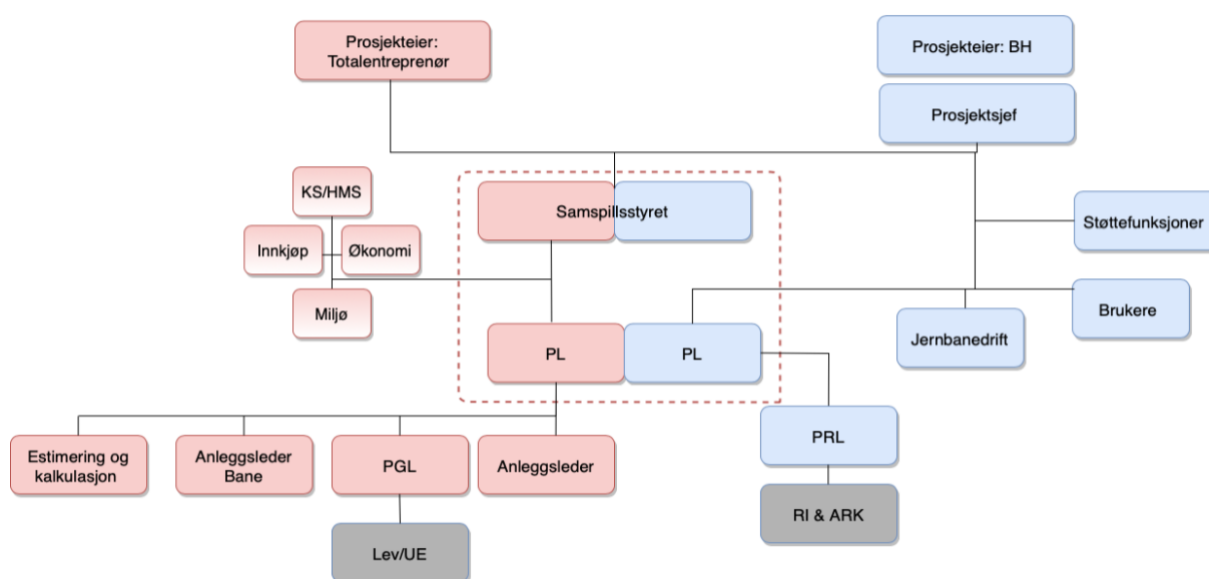 Prosjekteier:
Totalentreprenør
Prosjekteier: BH
Prosjektsjef
KS/HMS
Samspillsstyret
Innkjøp
Økonomi
Støttefunksjoner
Miljø
Brukere
Jernbanedrift
PL
PL
PRL
Estimering og
kalkulasjon
Anleggsleder
Bane
PGL
Anleggsleder
RI & ARK
Lev/UE